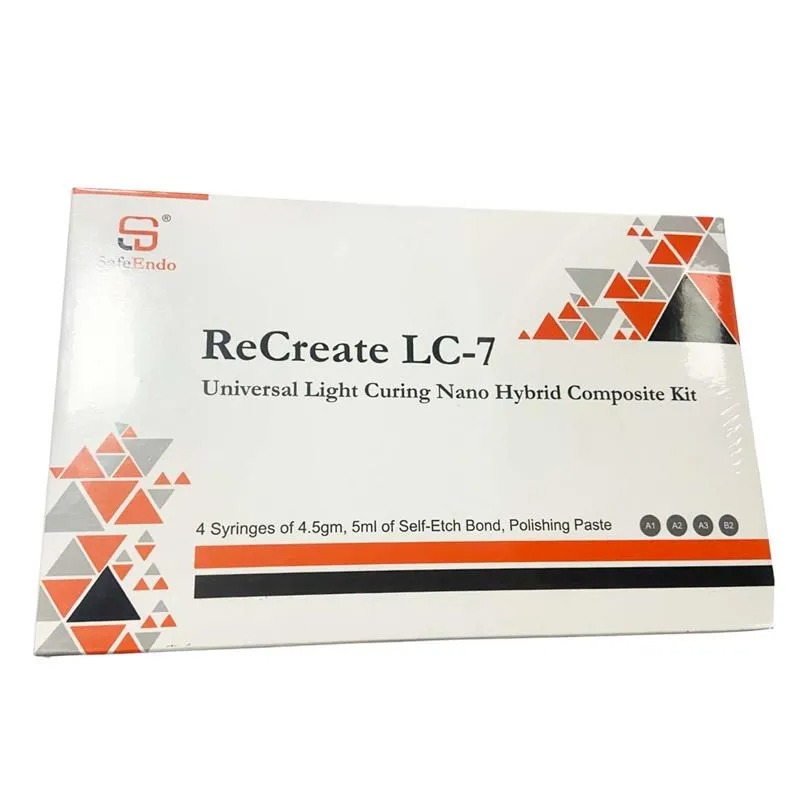 ®
SafeEndo
ReCreate LC-7
Universal Light Curing Nano Hybrid Composite Kit
4 Syringes of 4.5gm, 5ml of Self-Etch Bond, Polishing Paste A1 A2 A3 B2